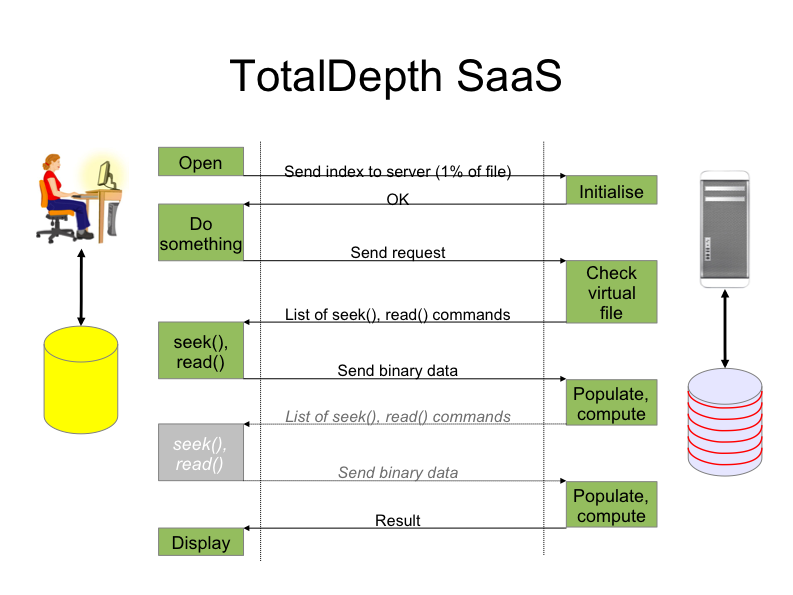 TotalDepth SaaS
Open
Send index to server (1% of file)
Initialise
OK
Do
something
Send request
Check
virtual
file
List of seek(), read() commands
seek(),
read()
Send binary data
Populate,
compute
List of seek(), read() commands
seek(),
read()
Send binary data
Populate,
compute
Result
Display